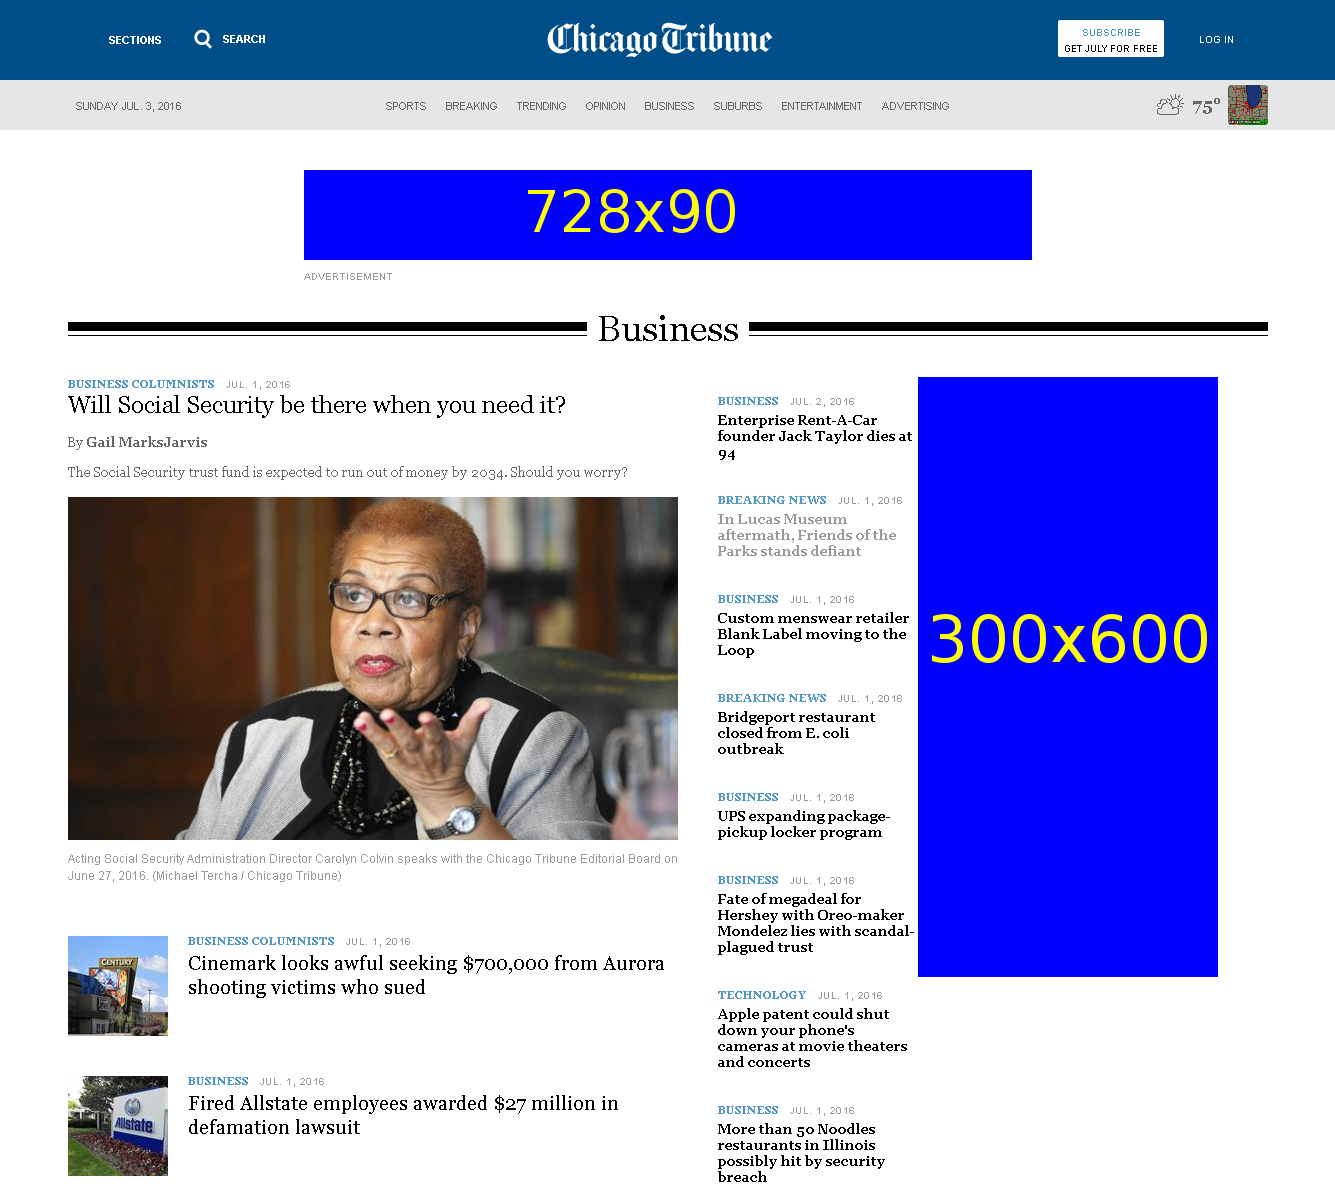 SECTIONS
SEARCH
Chicago Tribune
SUBSCRIBE
GET JULY FOR FREE
LOG IN
SUNDAY JUL. 3, 2016
SPORTS BREAKING TRENDING OPINION BUSINESS SUBURBS ENTERTAINMENT ADVERTISING
75°
728x90
ADVERTISEMENT
Business
BUSINESS COLUMNISTS JUL. 1, 2016
Will Social Security be there when you need it?
By Gail MarksJarvis
The Social Security trust fund is expected to run out of money by 2034. Should you worry?
Acting Social Security Administration Director Carolyn Colvin speaks with the Chicago Tribune Editorial Board on
June 27, 2016. (Michael Tercha / Chicago Tribune)
CENTURY
BUSINESS COLUMNISTS JUL. 1, 2016
Cinemark looks awful seeking $700,000 from Aurora
shooting victims who sued
Allstate
BUSINESS JUL. 1, 2016
Fired Allstate employees awarded $27 million in
defamation lawsuit
BUSINESS JUL. 2, 2016
Enterprise Rent-A-Car
founder Jack Taylor dies at
94
BREAKING NEWS JUL. 1, 2016
In Lucas Museum
aftermath, Friends of the
Parks stands defiant
BUSINESS JUL. 1, 2016
Custom menswear retailer
Blank Label moving to the
Loop
BREAKING NEWS JUL. 1, 2016
Bridgeport restaurant
closed from E. coli
outbreak
BUSINESS JUL. 1, 2016
UPS expanding package-
pickup locker program
BUSINESS JUL. 1, 2016
Fate of megadeal for
Hershey with Oreo-maker
Mondelez lies with scandal-
plagued trust
TECHNOLOGY JUL. 1, 2016
Apple patent could shut
down your phone's
cameras at movie theaters
and concerts
BUSINESS JUL. 1, 2016
More than 50 Noodles
restaurants in Illinois
possibly hit by security
breach
300x600